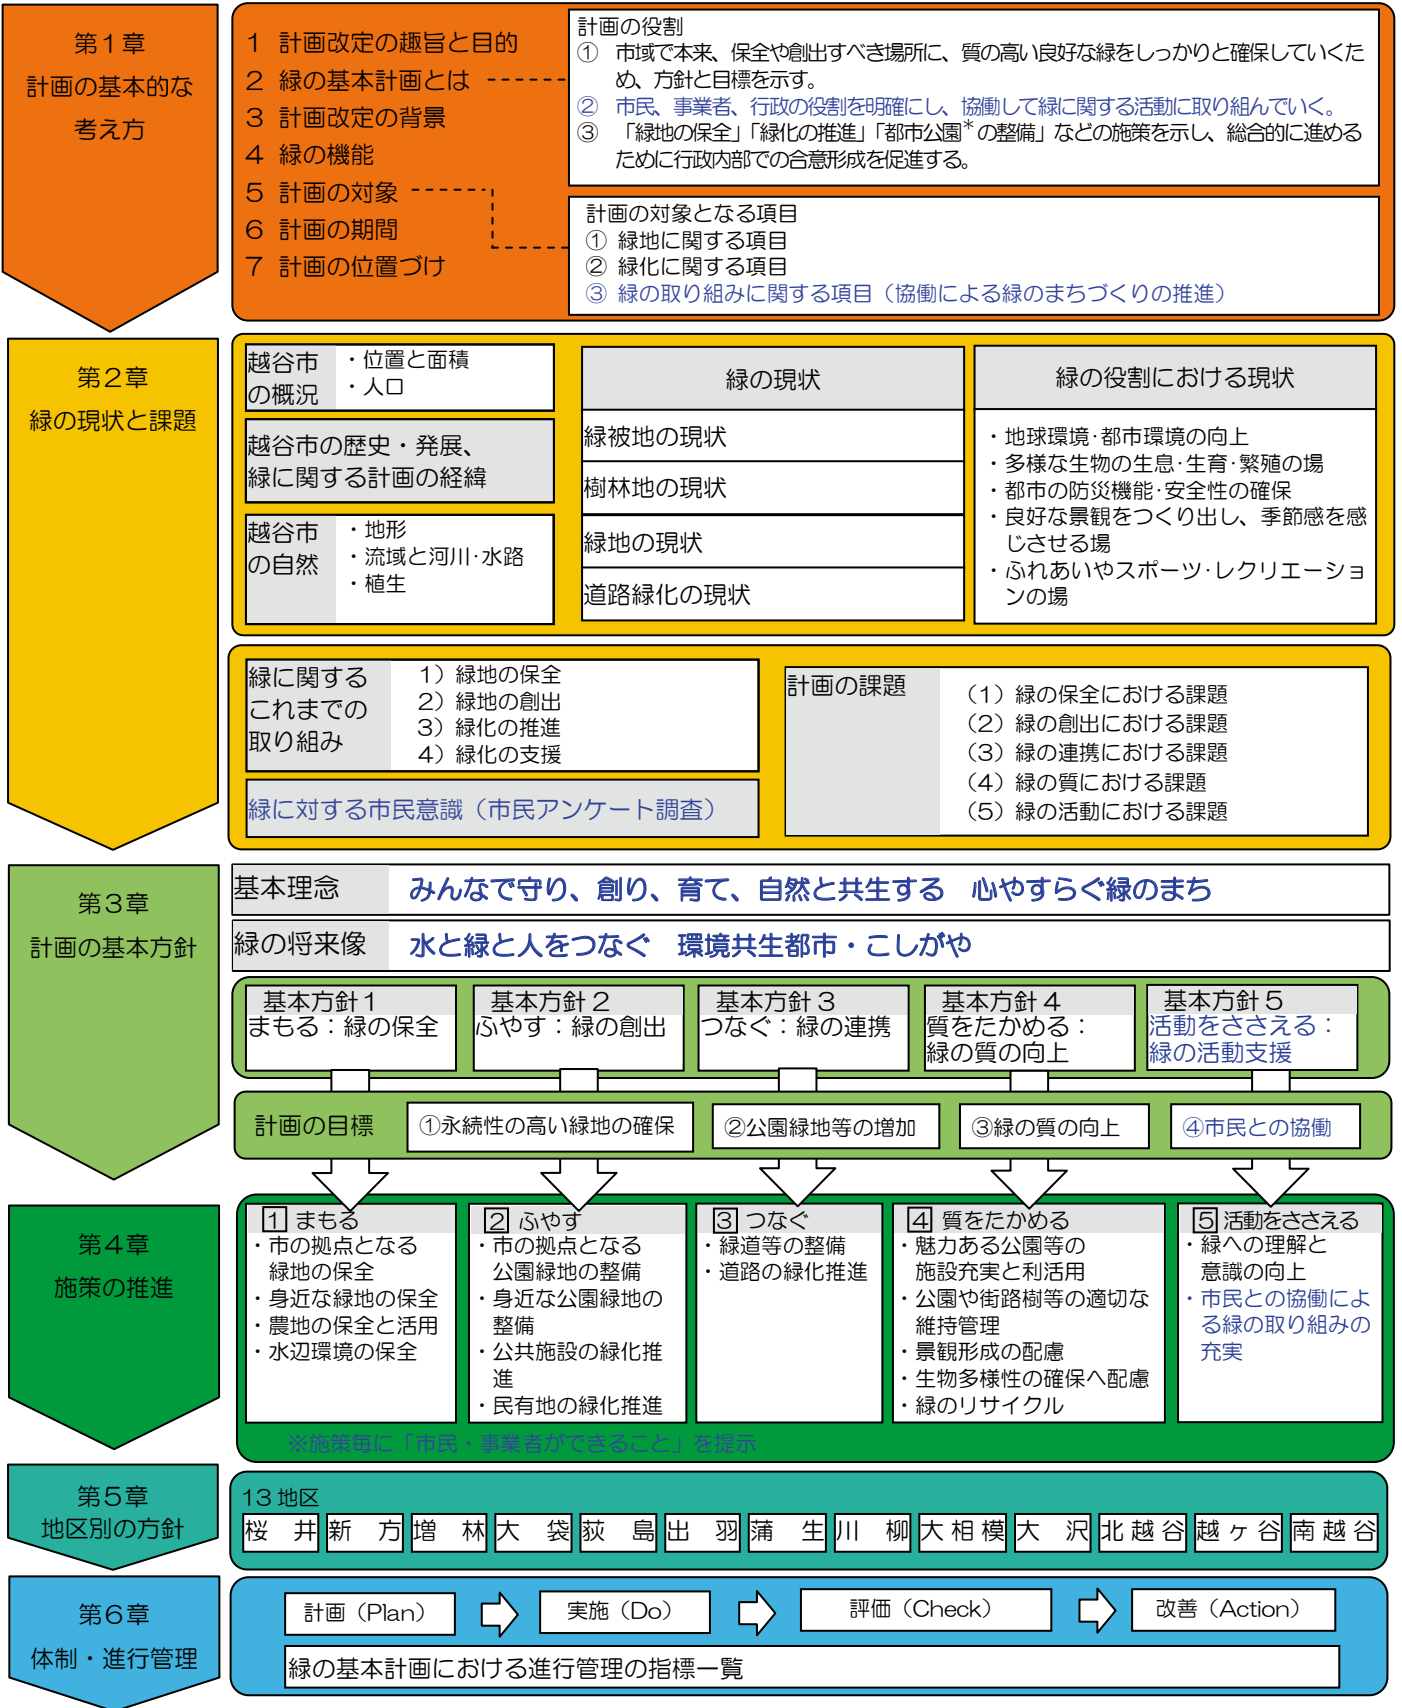 第1章
計画の基本的な
考え方
1 計画改定の趣旨と目的
2 緑の基本計画とは
3 計画改定の背景
4 緑の機能
5 計画の対象
6 計画の期間
7 計画の位置づけ
計画の役割
① 市域で本来、保全や創出すべき場所に、質の高い良好な緑をしっかりと確保していくた
め、方針と目標を示す。
② 市民、事業者、行政の役割を明確にし、協働して緑に関する活動に取り組んでいく。
③ 「緑地の保全」「緑化の推進」「都市公園*の整備」などの施策を示し、総合的に進める
ために行政内部での合意形成を促進する。
計画の対象となる項目
① 緑地に関する項目
② 緑化に関する項目
③ 緑の取り組みに関する項目（協働による緑のまちづくりの推進）
第2章
緑の現状と課題
越谷市
の概況
・位置と面積
・人口
越谷市の歴史・発展、
緑に関する計画の経緯
越谷市
の自然
・地形
・流域と河川・水路
・植生
緑の現状
緑被地の現状
樹林地の現状
緑地の現状
道路緑化の現状
緑の役割における現状
・地球環境・都市環境の向上
・多様な生物の生息・生育・繁殖の場
・都市の防災機能・安全性の確保
・良好な景観をつくり出し、季節感を感
じさせる場
・ふれあいやスポーツ・レクリエーショ
ンの場
緑に関する
これまでの
取り組み
1）緑地の保全
2）緑地の創出
3）緑化の推進
4）緑化の支援
緑に対する市民意識（市民アンケート調査）
計画の課題
（1）緑の保全における課題
（2）緑の創出における課題
（3）緑の連携における課題
（4）緑の質における課題
（5）緑の活動における課題
第3章
計画の基本方針
基本理念 みんなで守り、創り、育て、自然と共生する 心やすらぐ緑のまち
緑の将来像 水と緑と人をつなぐ 環境共生都市・こしがや
基本方針1
まもる：緑の保全
基本方針2
ふやす：緑の創出
基本方針3
つなぐ：緑の連携
基本方針4
質をたかめる：
緑の質の向上
基本方針5
活動をささえる：
緑の活動支援
計画の目標
①永続性の高い緑地の確保
②公園緑地等の増加
③緑の質の向上
④市民との協働
第4章
施策の推進
1 まもる
・市の拠点となる
緑地の保全
・身近な緑地の保全
・農地の保全と活用
・水辺環境の保全
2 ふやす
・市の拠点となる
公園緑地の整備
・身近な公園緑地の
整備
・公共施設の緑化推
進
・民有地の緑化推進
3 つなぐ
・緑道等の整備
・道路の緑化推進
4 質をたかめる
・魅力ある公園等の
施設充実と利活用
・公園や街路樹等の適切な
維持管理
・景観形成の配慮
・生物多様性の確保へ配慮
・緑のリサイクル
5 活動をささえる
・緑への理解と
意識の向上
・市民との協働によ
る緑の取り組みの
充実
※施策毎に「市民・事業者ができること」を提示
第5章
地区別の方針
13地区
桜井 新方 増林 大袋 荻島 出羽 蒲生 川柳 大相模 大沢 北越谷 越ヶ谷 南越谷
第6章
体制・進行管理
計画（Plan）
実施（Do）
評価（Check）
改善（Action）
緑の基本計画における進行管理の指標一覧